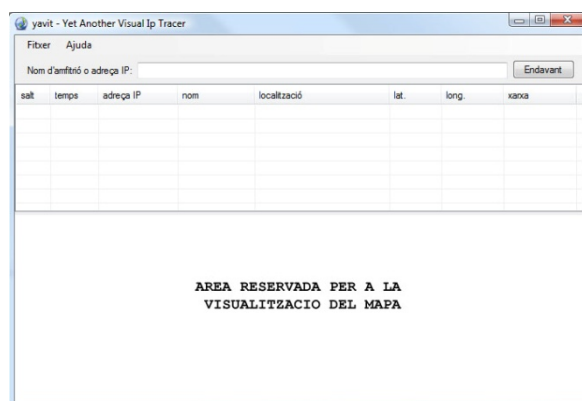 yavit - Yet Another Visual Ip Tracer
Fitxer Ajuda
Nom d'amfitrió o adreça IP: Endavant
salt temps adreça IP nom localització lat. long. xarxa
AREA RESERVADA PER A LA
VISUALITZACIO DEL MAPA